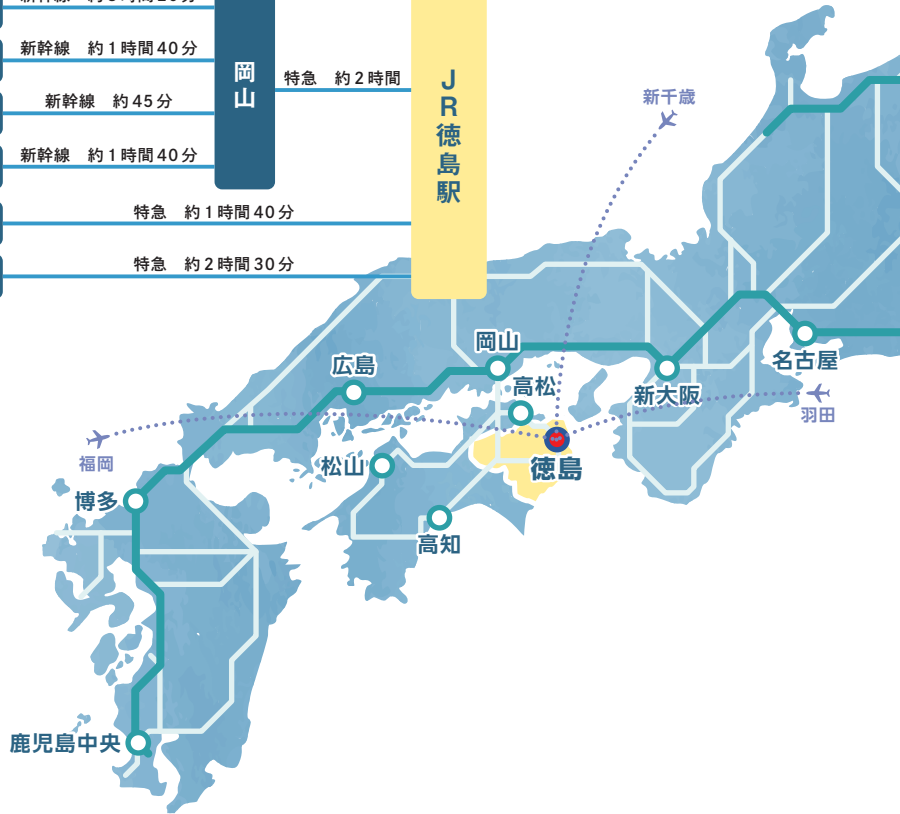 新幹線 約1時間40分
岡山
特急 約2時間
JR徳島駅
新幹線 約45分
新幹線 約1時間40分
特急 約1時間40分
特急 約2時間30分
新千歳
岡山
広島
高松
新大阪
名古屋
羽田
福岡
松山
徳島
博多
高知
鹿児島中央